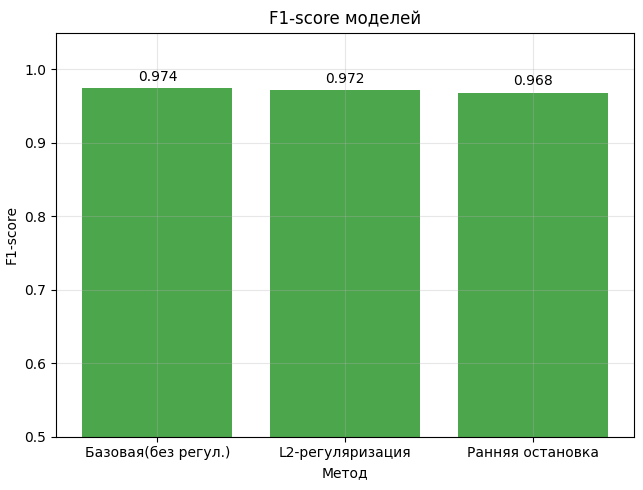 F1-score моделей
F1-score
1.0
0.9
0.8
0.7
0.6
0.5
0.974
0.972
0.968
Базовая(без регул.)
L2-регуляризация
Ранняя остановка
Метод